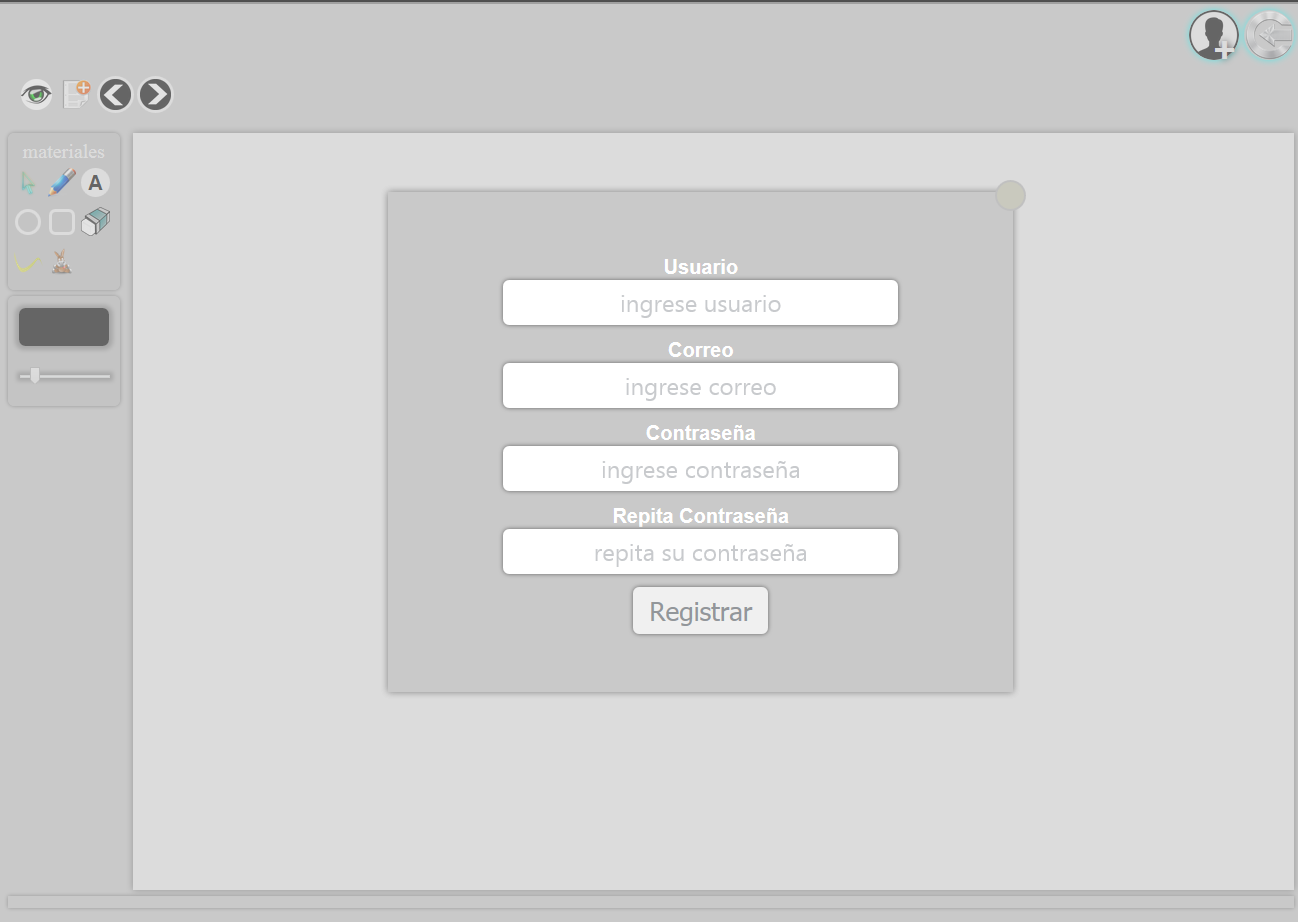 materiales
A
Usuario
ingrese usuario
Correo
ingrese correo
Contraseña
ingrese contraseña
Repita Contraseña
repita su contraseña
Registrar